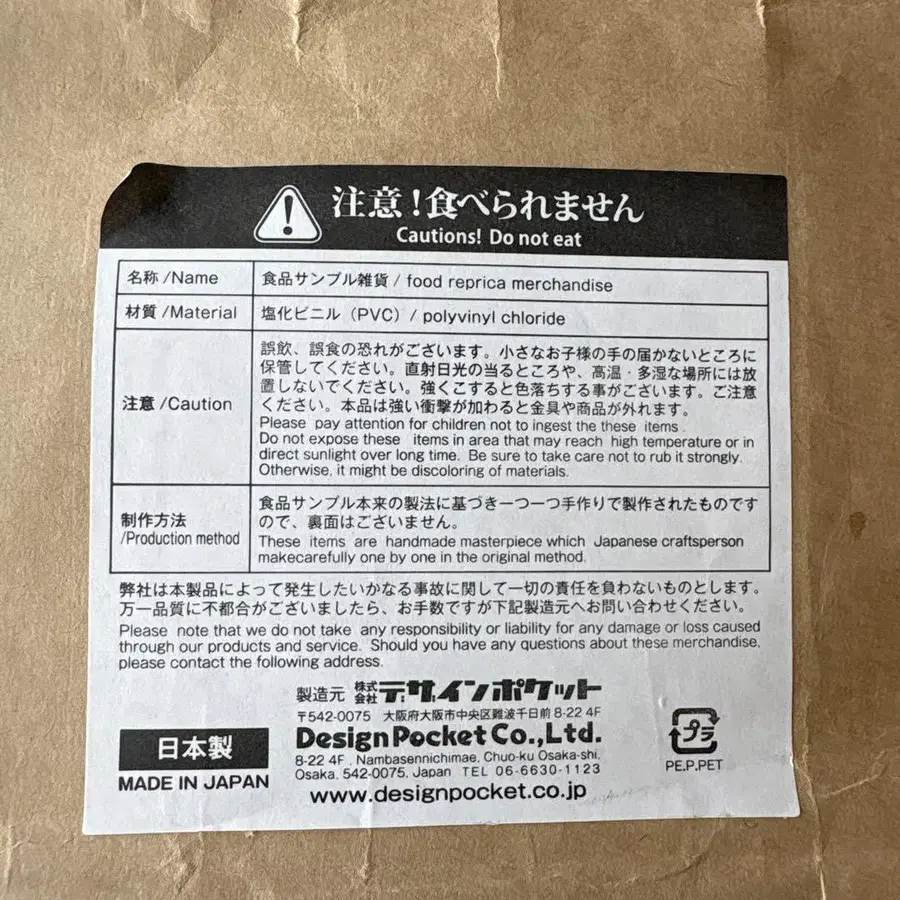 注意！食べられません
Cautions! Do not eat
名称 /Name
食品サンプル雑貨 / food reprica merchandise
材質 /Material
塩化ビニル（PVC）/ polyvinyl chloride
注意 /Caution
誤飲、誤食の恐れがございます。小さなお子様の手の届かないところに
保管してください。直射日光の当るところや、高温・多湿な場所には放
置しないでください。強くこすると色落ちする事がございます。ご注意
ください。本品は強い衝撃が加わると金具や商品が外れます。
Please pay attention for children not to ingest the these items .
Do not expose these items in area that may reach high temperature or in
direct sunlight over long time. Be sure to take care not to rub it strongly.
Otherwise, it might be discoloring of materials.
制作方法
/Production method
食品サンプル本来の製法に基づき一つ一つ手作りで製作されたものです
ので、裏面はございません。
These items are handmade masterpiece which Japanese craftsperson
makecarefully one by one in the original method.
弊社は本製品によって発生したいかなる事故に関して一切の責任を負わないものとします。
万一品質に不都合がございましたら、お手数ですが下記製造元へお問い合わせください。
Please note that we do not take any responsibility or liability for any damage or loss caused
through our products and service. Should you have any questions about these merchandise,
please contact the following address.
製造元 株式会社デザインポケット
〒542-0075 大阪府大阪市中央区難波千日前 8-22 4F
Design Pocket Co.,Ltd.
8-22 4F , Nambasennichimae, Chuo-ku Osaka-shi,
Osaka, 542-0075, Japan TEL 06-6630-1123
www.designpocket.co.jp
日本製
MADE IN JAPAN
プラ
PE.P.PET